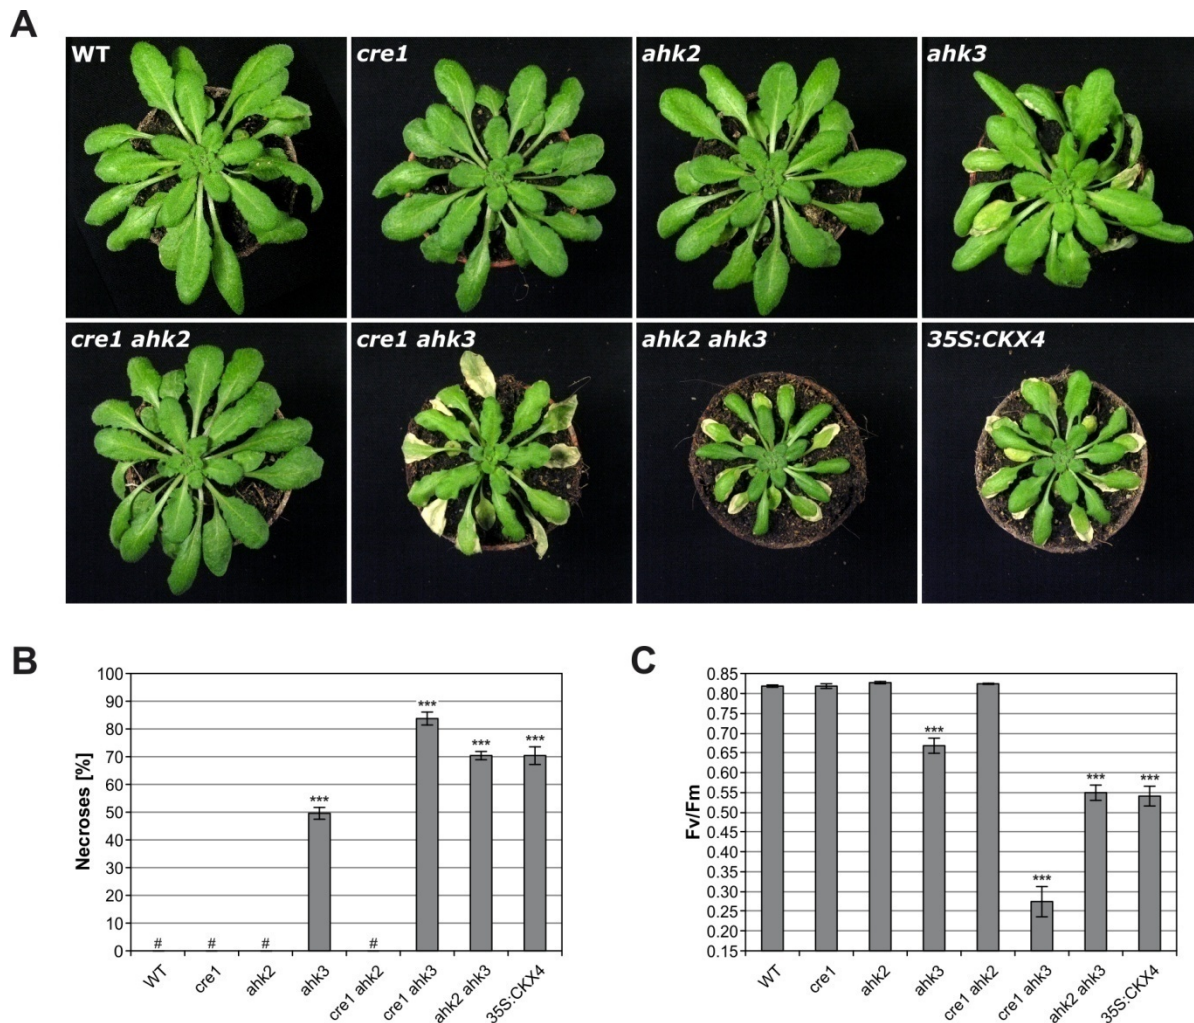 A
WT
cre1
ahk2
ahk3
cre1 ahk2
cre1 ahk3
ahk2 ahk3
35S:CKX4
B
Necroses [%]
100
90
80
70
60
50
40
30
20
10
0
#
#
#
***
#
***
***
***
WT
cre1
ahk2
ahk3
cre1 ahk2
cre1 ahk3
ahk2 ahk3
35S:CKX4
C
Fv/Fm
0.85
0.80
0.75
0.70
0.65
0.60
0.55
0.50
0.45
0.40
0.35
0.30
0.25
0.20
0.15
***
***
***
***
WT
cre1
ahk2
ahk3
cre1 ahk2
cre1 ahk3
ahk2 ahk3
35S:CKX4